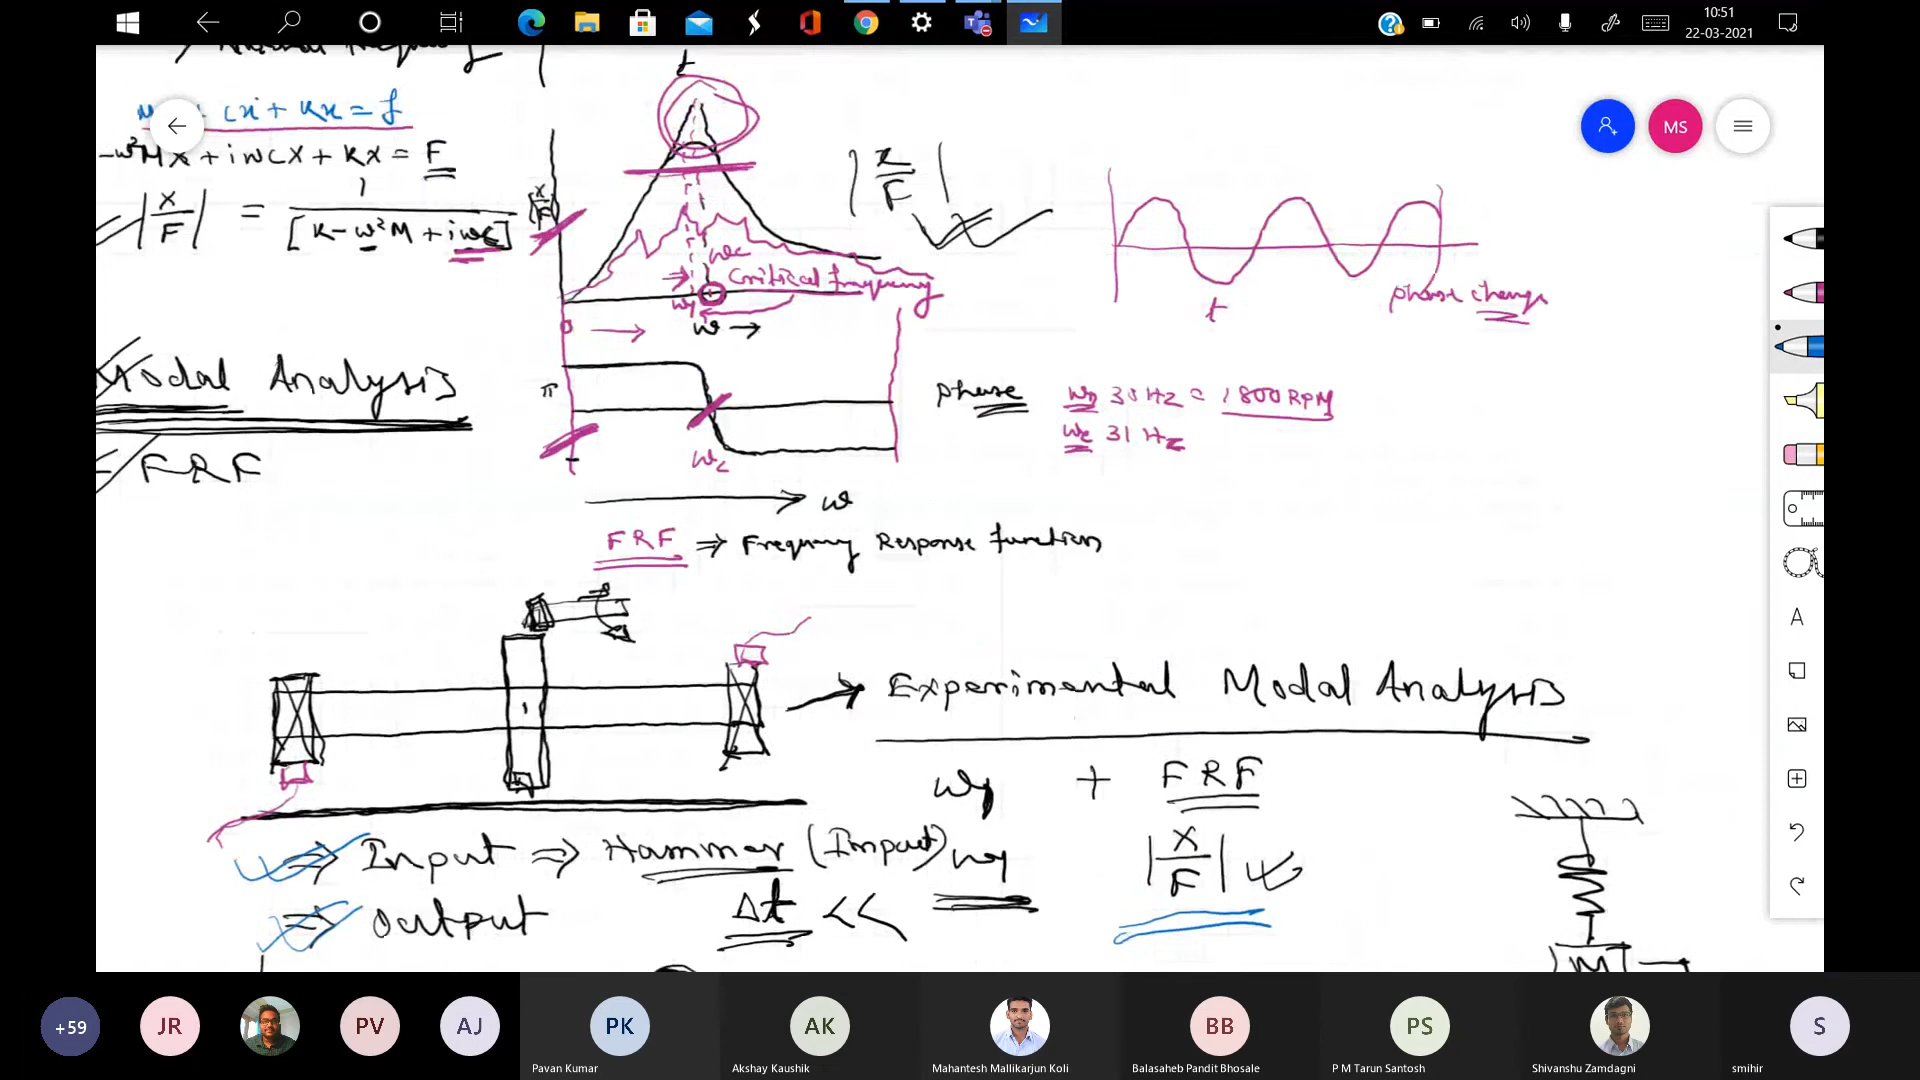 10:51
22-03-2021
t
cẋ + kx = f
MS
-ω²MX + iωcX + KX = F
|X/F| = 1/[K-ω²M + iωc]
|X/F|
|X/F|
ωc
Critical frequency
ω →
t
phase change
Modal Analysis
π
phase
ωn 30 Hz = 1800 RPM
ωc 31 Hz
ωc
= FRF
ω
FRF ⇒ Frequency Response function
→ Experimental Modal Analysis
ωn + FRF
⇒ Input ⇒ Hammer (Impact) ωn
|X/F|
⇒ Output Δt <<
M
A
+59
JR
PV
AJ
PK
AK
BB
PS
S
Pavan Kumar
Akshay Kaushik
Mahantesh Mallikarjun Koli
Balasaheb Pandit Bhosale
P M Tarun Santosh
Shivanshu Zamdagni
smihir